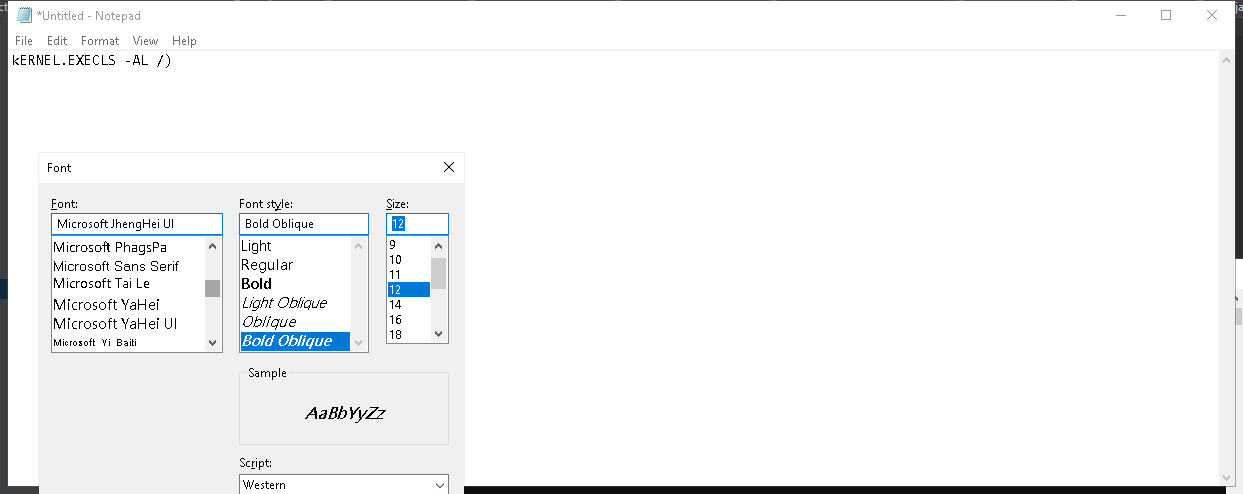 *Untitled - Notepad
File Edit Format View Help
kERNEL.EXECLS -AL /)
Font
Font:
Microsoft JhengHei UI
Microsoft PhagsPa
Microsoft Sans Serif
Microsoft Tai Le
Microsoft YaHei
Microsoft YaHei UI
Microsoft Yi Baiti
Font style:
Bold Oblique
Light
Regular
Bold
Light Oblique
Oblique
Bold Oblique
Size:
12
9
10
11
12
14
16
18
Sample
AaBbYyZz
Script:
Western